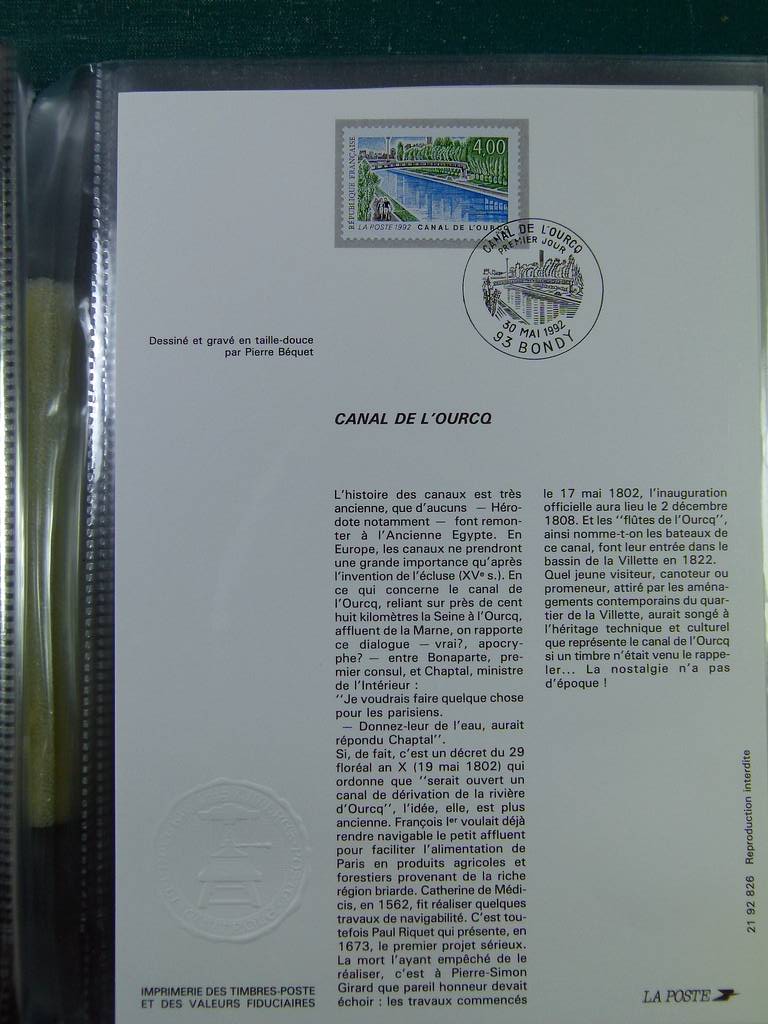 RÉPUBLIQUE FRANÇAISE
4,00
LA POSTE 1992 CANAL DE L'OURCQ
CANAL DE L'OURCQ
PREMIER JOUR
30 MAI 1992
93 BONDY
Dessiné et gravé en taille-douce
par Pierre Béquet
CANAL DE L'OURCQ
L'histoire des canaux est très
ancienne, que d'aucuns — Héro-
dote notamment — font remon-
ter à l'Ancienne Egypte. En
Europe, les canaux ne prendront
une grande importance qu'après
l'invention de l'écluse (XVe s.). En
ce qui concerne le canal de
l'Ourcq, reliant sur près de cent
huit kilomètres la Seine à l'Ourcq,
affluent de la Marne, on rapporte
ce dialogue — vrai?, apocry-
phe? — entre Bonaparte, pre-
mier consul, et Chaptal, ministre
de l'Intérieur :
''Je voudrais faire quelque chose
pour les parisiens.
— Donnez-leur de l'eau, aurait
répondu Chaptal''.
Si, de fait, c'est un décret du 29
floréal an X (19 mai 1802) qui
ordonne que ''serait ouvert un
canal de dérivation de la rivière
d'Ourcq'', l'idée, elle, est plus
ancienne. François Ier voulait déjà
rendre navigable le petit affluent
pour faciliter l'alimentation de
Paris en produits agricoles et
forestiers provenant de la riche
région briarde. Catherine de Médi-
cis, en 1562, fit réaliser quelques
travaux de navigabilité. C'est tou-
tefois Paul Riquet qui présente, en
1673, le premier projet sérieux.
La mort l'ayant empêché de le
réaliser, c'est à Pierre-Simon
Girard que pareil honneur devait
échoir : les travaux commencés
le 17 mai 1802, l'inauguration
officielle aura lieu le 2 décembre
1808. Et les ''flûtes de l'Ourcq'',
ainsi nomme-t-on les bateaux de
ce canal, font leur entrée dans le
bassin de la Villette en 1822.
Quel jeune visiteur, canoteur ou
promeneur, attiré par les aména-
gements contemporains du quar-
tier de la Villette, aurait songé à
l'héritage technique et culturel
que représente le canal de l'Ourcq
si un timbre n'était venu le rappe-
ler... La nostalgie n'a pas
d'époque !
21 92 826 Reproduction interdite
IMPRIMERIE DES TIMBRES-POSTE
ET DES VALEURS FIDUCIAIRES
LA POSTE